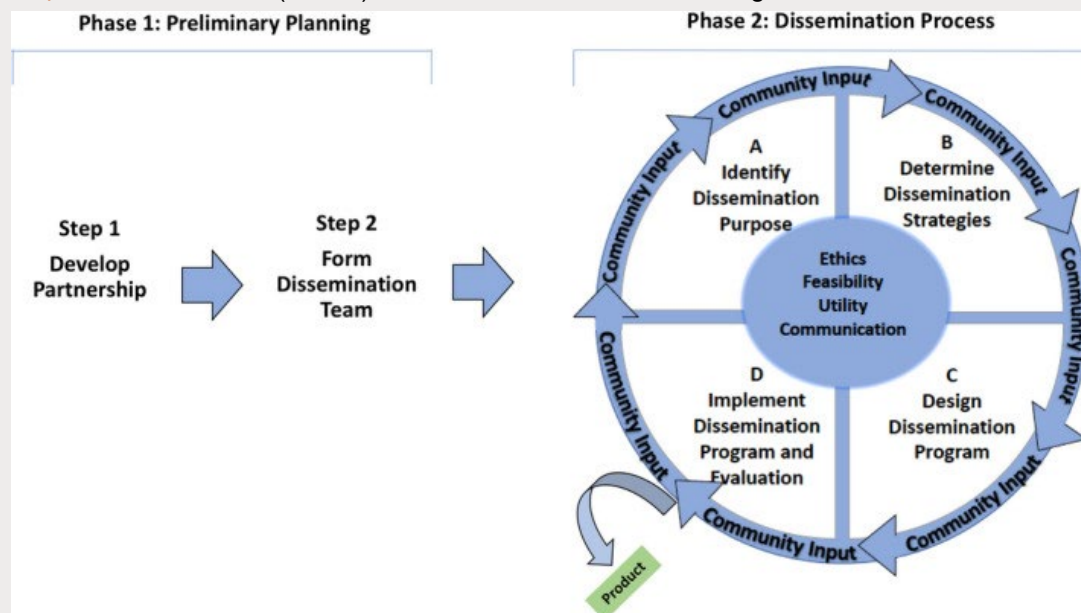 Phase 1: Preliminary Planning
Phase 2: Dissemination Process
Step 1
Develop
Partnership
Step 2
Form
Dissemination
Team
Community Input
Community Input
Community Input
Community Input
Community Input
Community Input
Community Input
Community Input
A
Identify
Dissemination
Purpose
B
Determine
Dissemination
Strategies
Ethics
Feasibility
Utility
Communication
D
Implement
Dissemination
Program and
Evaluation
C
Design
Dissemination
Program
Product